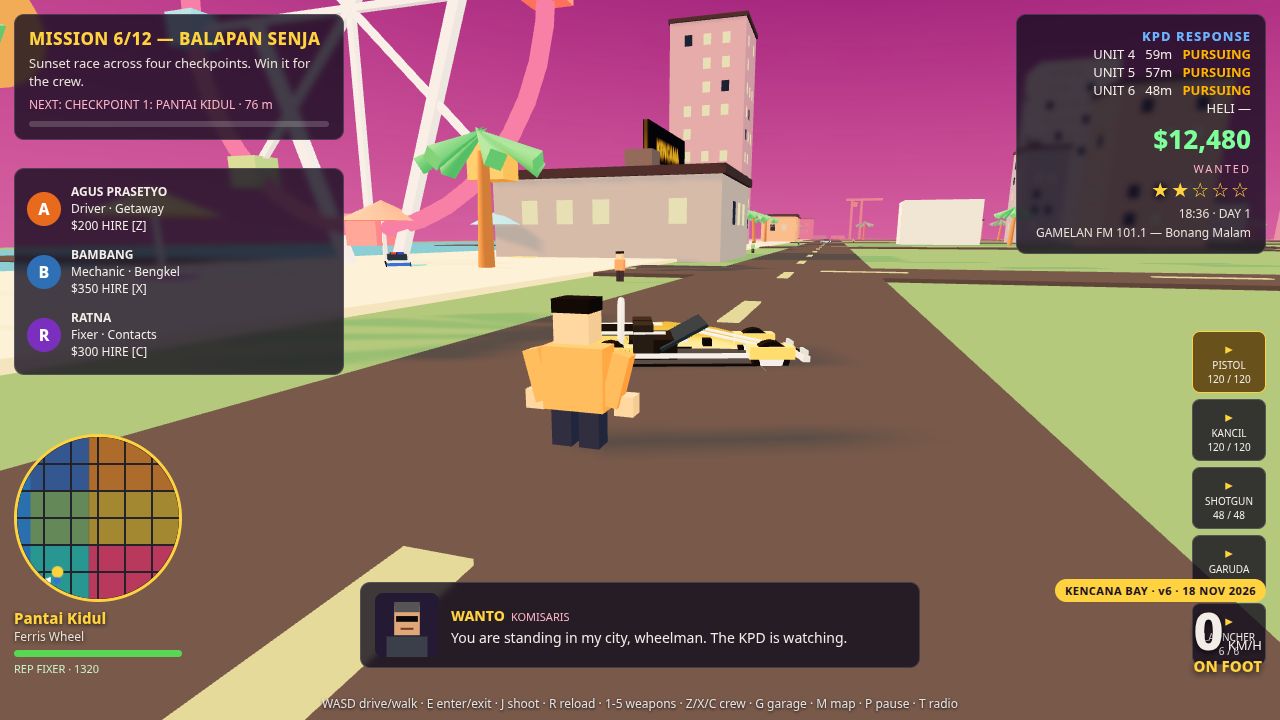 MISSION 6/12 — BALAPAN SENJA
Sunset race across four checkpoints. Win it for
the crew.
NEXT: CHECKPOINT 1: PANTAI KIDUL · 76 m
A
AGUS PRASETYO
Driver · Getaway
$200 HIRE [Z]
B
BAMBANG
Mechanic · Bengkel
$350 HIRE [X]
R
RATNA
Fixer · Contacts
$300 HIRE [C]
KPD RESPONSE
UNIT 4 59m PURSUING
UNIT 5 57m PURSUING
UNIT 6 48m PURSUING
HELI —
$12,480
WANTED
★★☆☆☆☆
18:36 · DAY 1
GAMELAN FM 101.1 — Bonang Malam
PISTOL
120 / 120
KANCIL
120 / 120
SHOTGUN
48 / 48
GARUDA
KENCANA BAY · v6 · 18 NOV 2026
LAUNCHER
6 / 6
0 KM/H
ON FOOT
Pantai Kidul
Ferris Wheel
REP FIXER · 1320
WANTO KOMISARIS
You are standing in my city, wheelman. The KPD is watching.
WASD drive/walk · E enter/exit · J shoot · R reload · 1-5 weapons · Z/X/C crew · G garage · M map · P pause · T radio